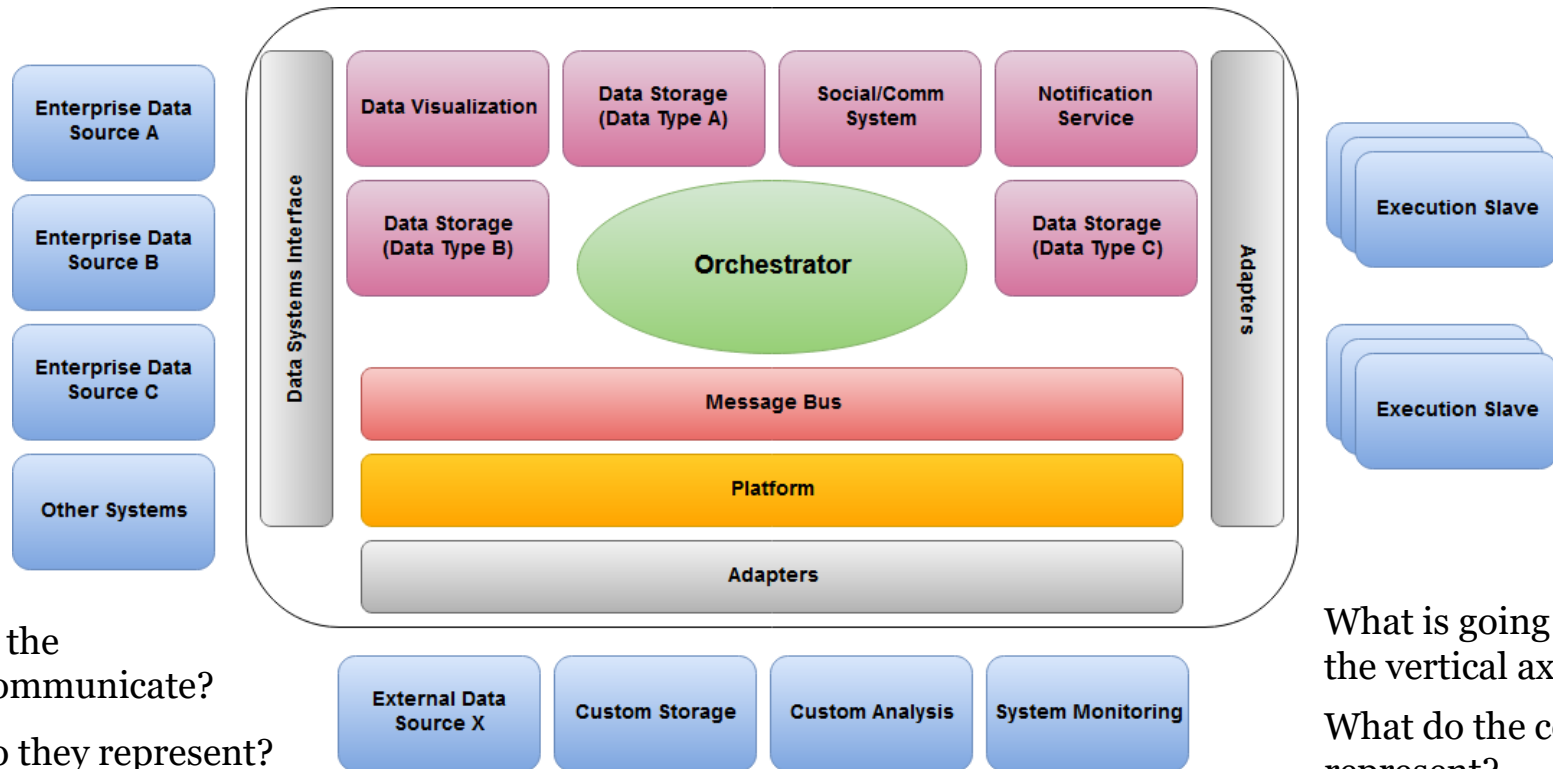 Enterprise Data
Source A
Enterprise Data
Source B
Enterprise Data
Source C
Other Systems
Data Systems Interface
Data Visualization
Data Storage
(Data Type A)
Social/Comm
System
Notification
Service
Data Storage
(Data Type B)
Orchestrator
Data Storage
(Data Type C)
Message Bus
Platform
Adapters
Adapters
Execution Slave
Execution Slave
External Data
Source X
Custom Storage
Custom Analysis
System Monitoring
the
ommunicate?
they represent?
What is going
the vertical
What do the
represent?